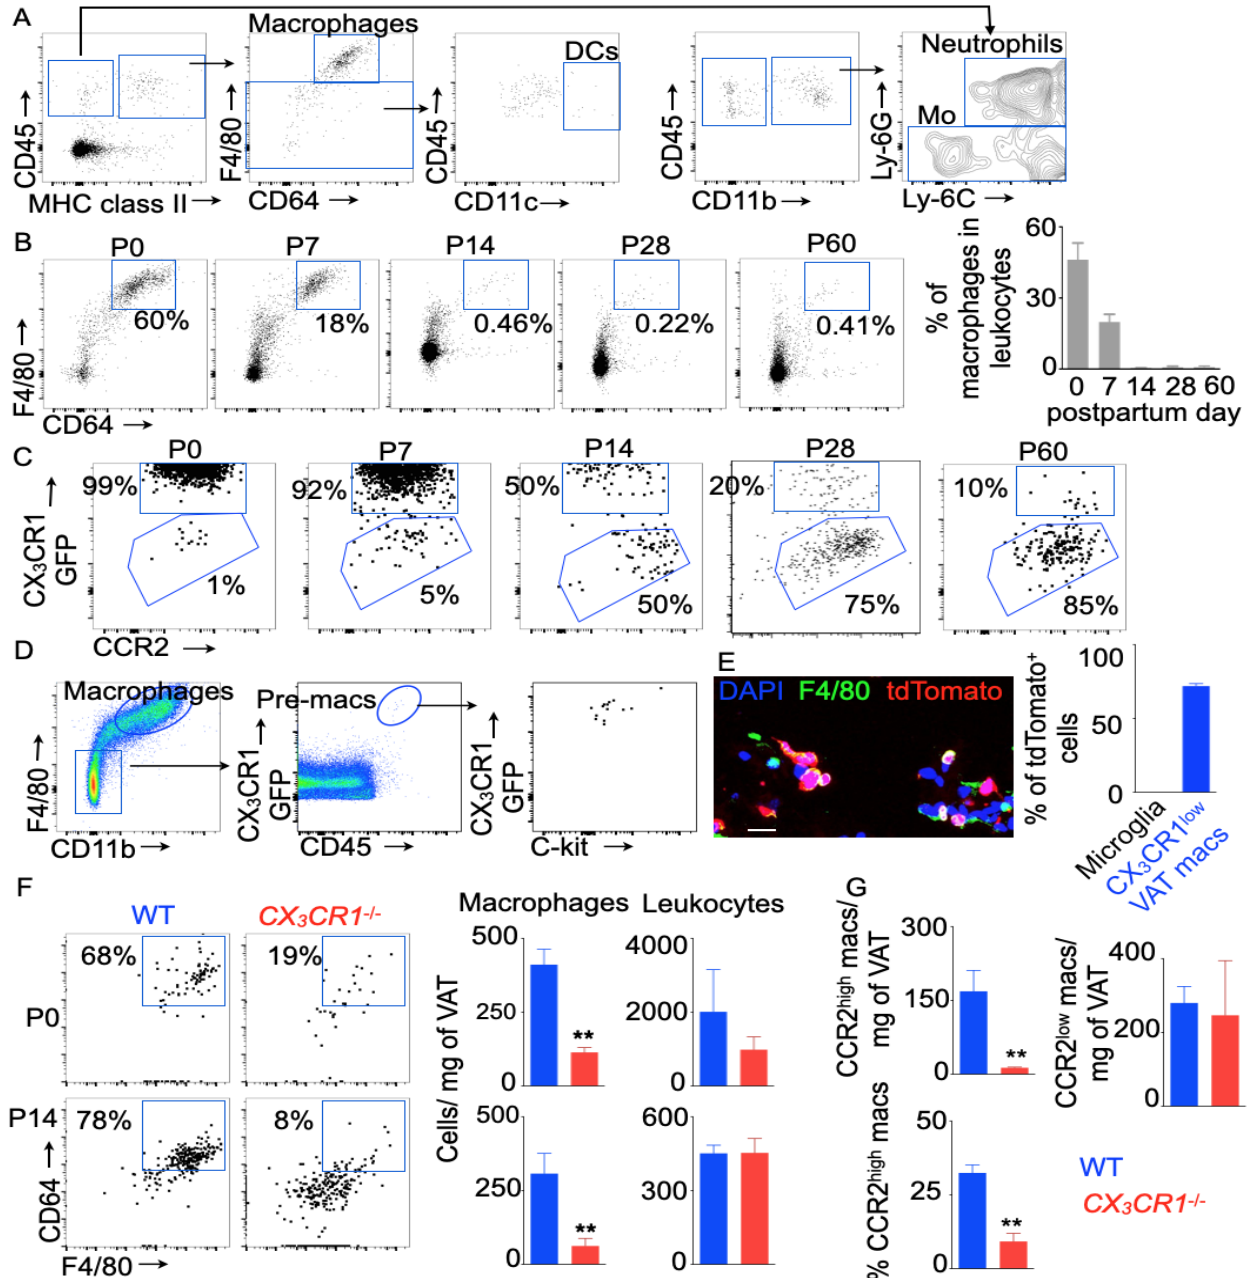 A
Macrophages
DCs
Neutrophils
Mo
CD45
MHC class II
F4/80
CD64
CD45
CD11c
CD45
CD11b
Ly-6G
Ly-6C
B
P0
P7
P14
P28
P60
60%
18%
0.46%
0.22%
0.41%
F4/80
CD64
% of
macrophages in
leukocytes
60
30
0
0 7 14 28 60
postpartum day
C
P0
P7
P14
P28
P60
99%
92%
50%
20%
10%
1%
5%
50%
75%
85%
CX₃CR1
GFP
CCR2
D
Macrophages
Pre-macs
F4/80
CD11b
CX₃CR1
GFP
CD45
CX₃CR1
GFP
C-kit
E
DAPI F4/80 tdTomato
% of tdTomato⁺
cells
100
50
0
Microglia
CX₃CR1ˡᵒʷ
VAT macs
F
WT
CX₃CR1⁻/⁻
68%
19%
P0
P14
78%
8%
CD64
F4/80
Macrophages
Leukocytes
Cells/ mg of VAT
500
250
0
**
4000
2000
0
500
250
0
**
600
300
0
G
CCR2ʰⁱᵍʰ macs/
mg of VAT
300
150
0
**
CCR2ˡᵒʷ macs/
mg of VAT
400
200
0
% CCR2ʰⁱᵍʰ macs
50
25
0
**
WT
CX₃CR1⁻/⁻